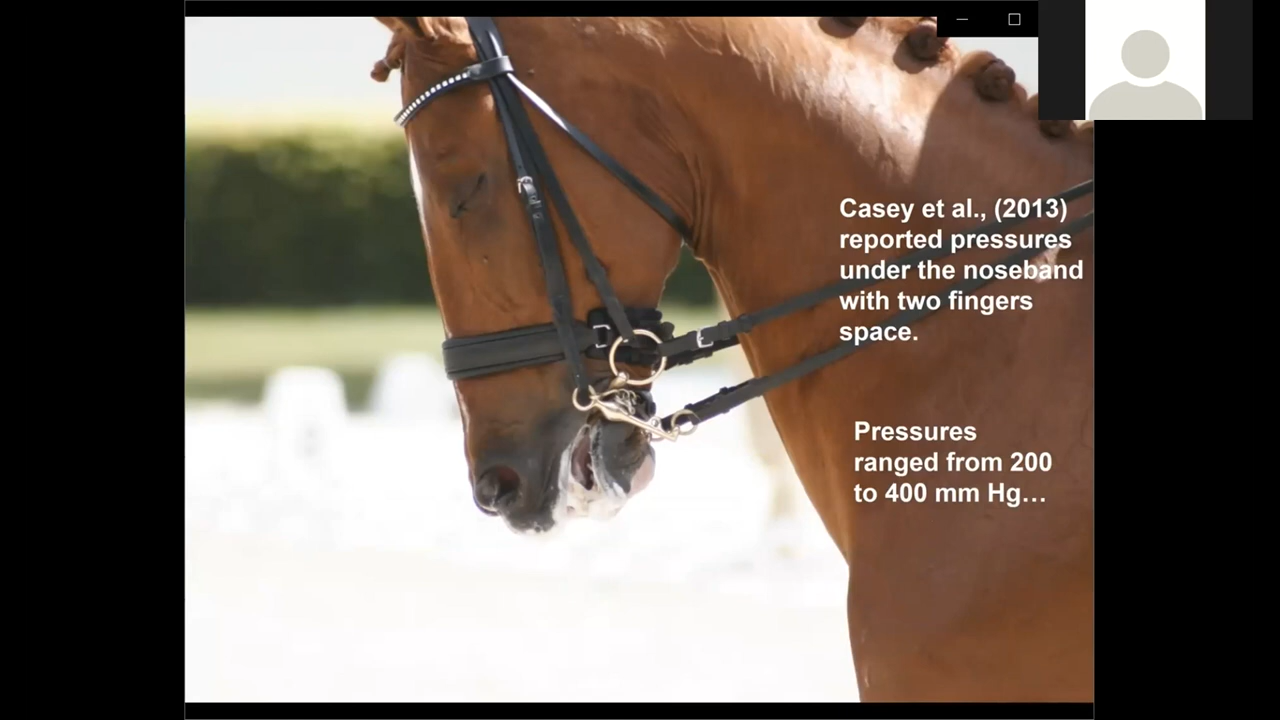 Casey et al., (2013)
reported pressures
under the noseband
with two fingers
space.
Pressures
ranged from 200
to 400 mm Hg…